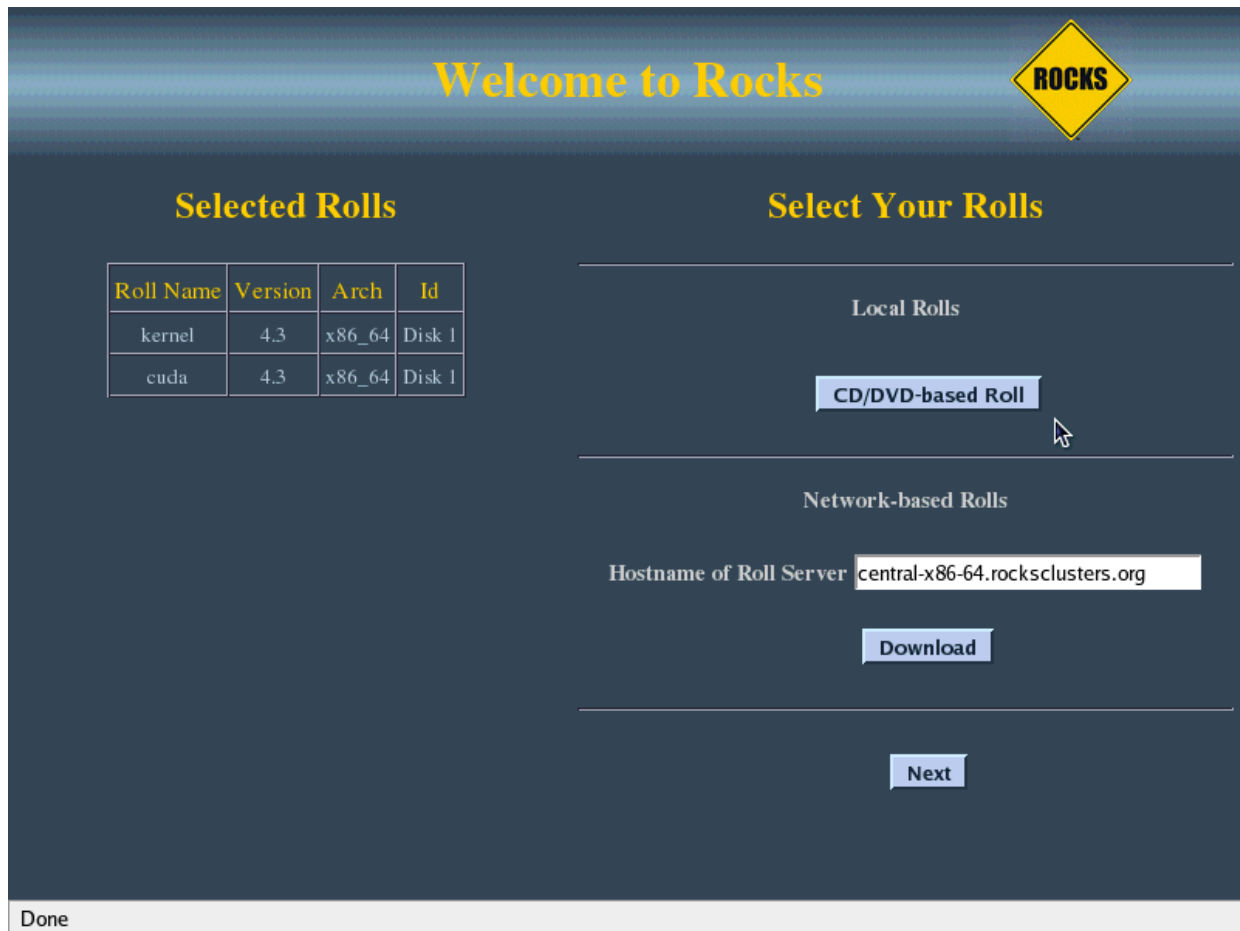 Welcome to Rocks
ROCKS
Selected Rolls
Roll Name Version Arch Id
kernel 4.3 x86_64 Disk 1
cuda 4.3 x86_64 Disk 1
Select Your Rolls
Local Rolls
CD/DVD-based Roll
Network-based Rolls
Hostname of Roll Server central-x86-64.rocksclusters.org
Download
Next
Done